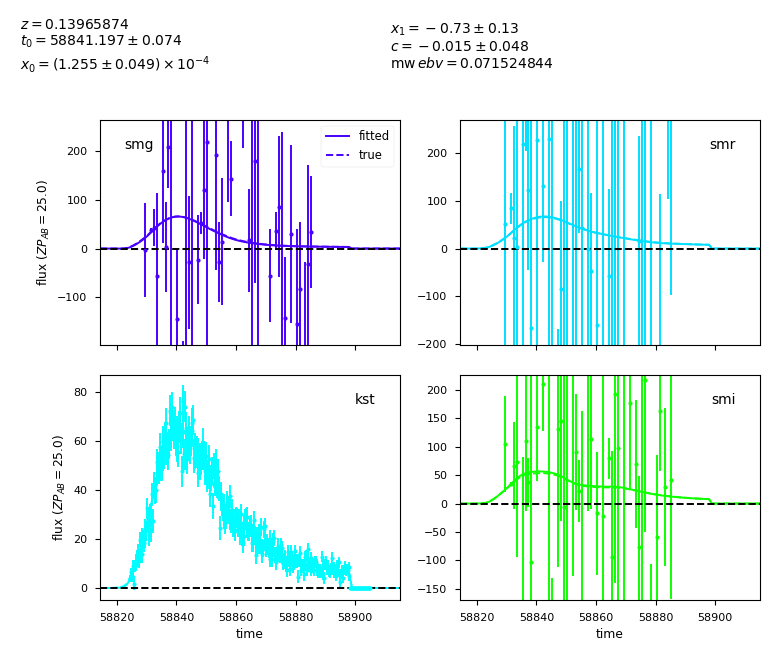 z = 0.13965874
t₀ = 58841.197 ± 0.074
x₀ = (1.255 ± 0.049) × 10⁻⁴
x₁ = −0.73 ± 0.13
c = −0.015 ± 0.048
mw ebv = 0.071524844
smg
fitted
true
200
100
0
−100
flux (ZP_AB = 25.0)
smr
200
100
0
−100
−200
kst
80
60
40
20
0
flux (ZP_AB = 25.0)
58820 58840 58860 58880 58900
time
smi
200
150
100
50
0
−50
−100
−150
58820 58840 58860 58880 58900
time